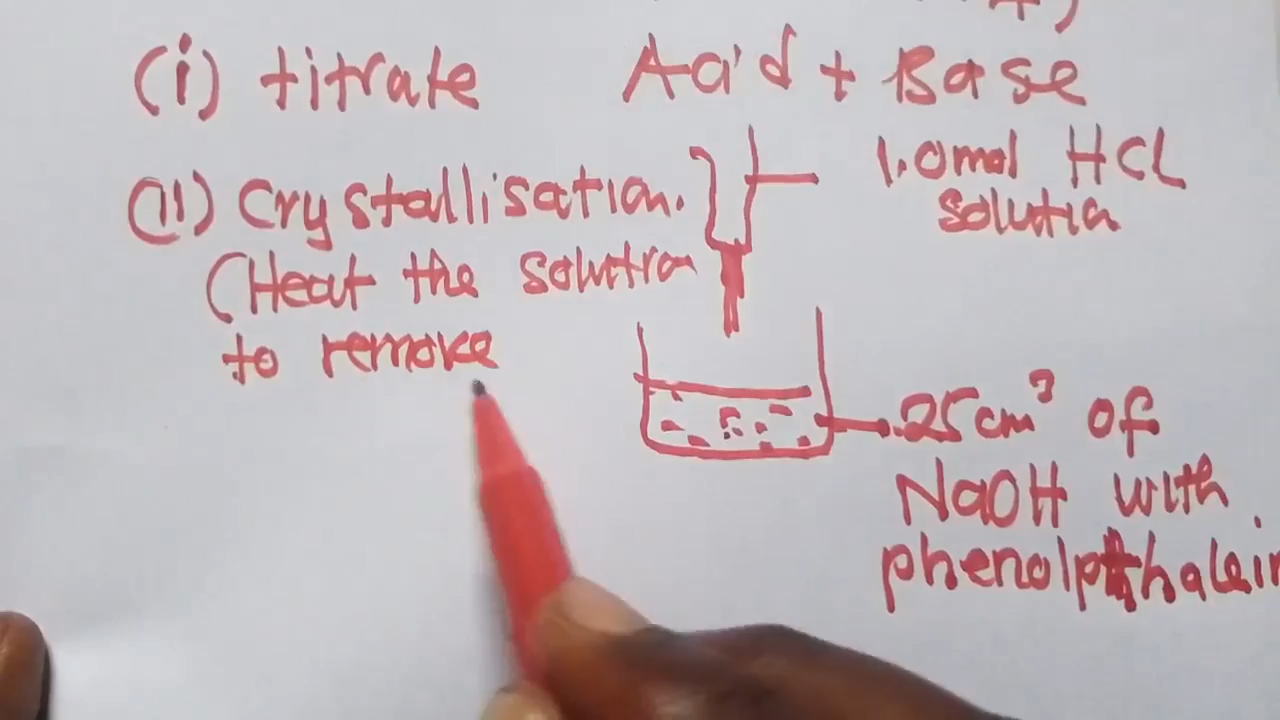 (i) titrate Acid + Base
1.0mol HCL
solution
(II) Crystallisation.
(Heat the solution
to remove
25cm³ of
NaOH with
phenolphthalein